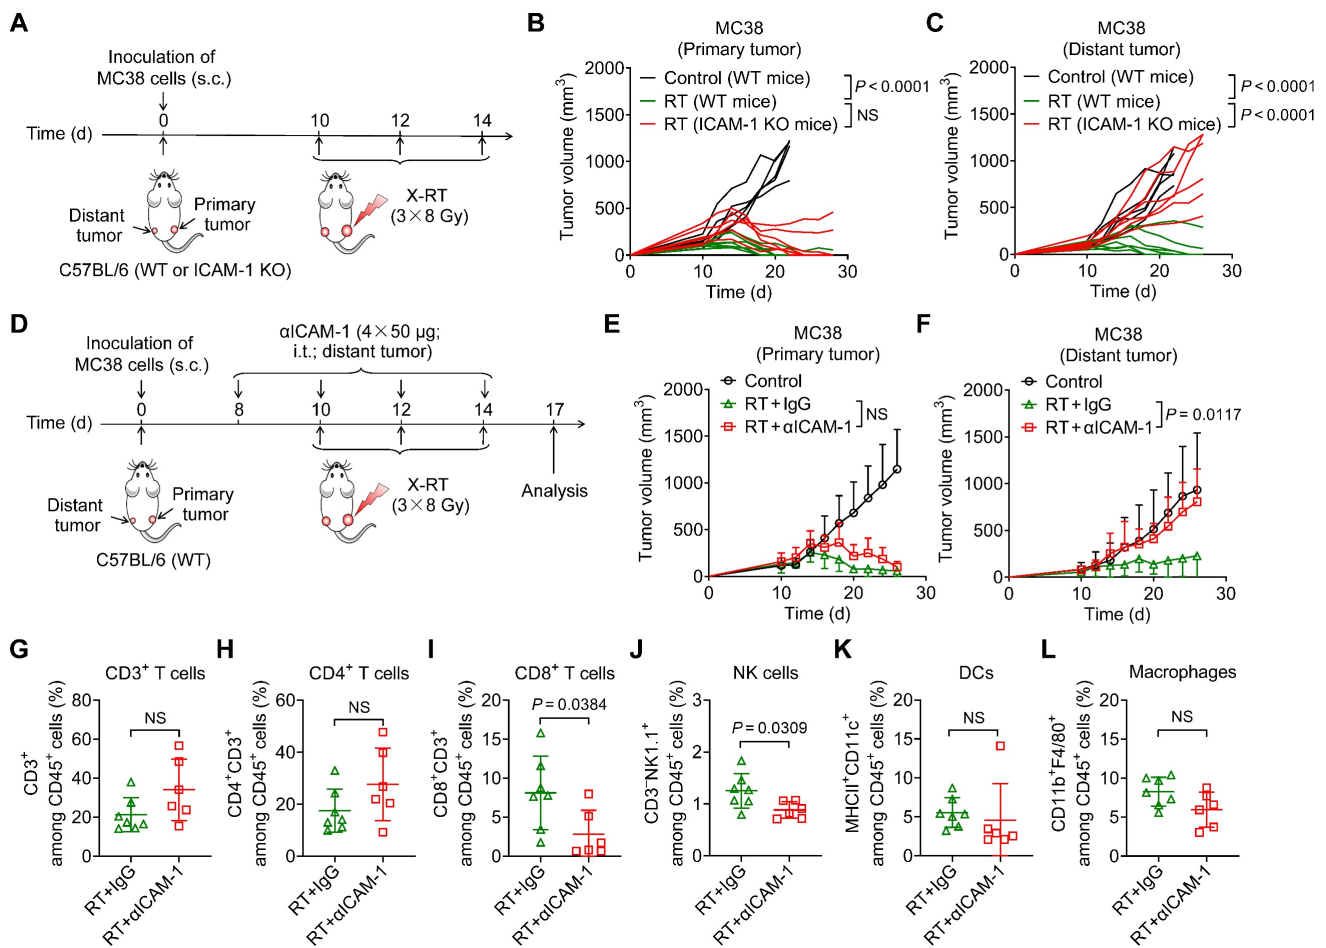 A
Inoculation of
MC38 cells (s.c.)
Time (d)
0
10
12
14
Distant
tumor
Primary
tumor
X-RT
(3×8 Gy)
C57BL/6 (WT or ICAM-1 KO)
B
MC38
(Primary tumor)
Control (WT mice)
RT (WT mice)
RT (ICAM-1 KO mice)
P < 0.0001
NS
Tumor volume (mm³)
2000
1500
1000
500
0
0
10
20
30
Time (d)
C
MC38
(Distant tumor)
Control (WT mice)
RT (WT mice)
RT (ICAM-1 KO mice)
P < 0.0001
P < 0.0001
Tumor volume (mm³)
2000
1500
1000
500
0
0
10
20
30
Time (d)
D
Inoculation of
MC38 cells (s.c.)
αICAM-1 (4×50 μg;
i.t.; distant tumor)
Time (d)
0
8
10
12
14
17
Distant
tumor
Primary
tumor
X-RT
(3×8 Gy)
Analysis
C57BL/6 (WT)
E
MC38
(Primary tumor)
Control
RT+IgG
RT+αICAM-1
NS
Tumor volume (mm³)
2000
1500
1000
500
0
0
10
20
30
Time (d)
F
MC38
(Distant tumor)
Control
RT+IgG
RT+αICAM-1
P = 0.0117
Tumor volume (mm³)
2000
1500
1000
500
0
0
10
20
30
Time (d)
G
CD3⁺ T cells
NS
CD3⁺
among CD45⁺ cells (%)
80
60
40
20
0
RT+IgG
RT+αICAM-1
H
CD4⁺ T cells
NS
CD4⁺CD3⁺
among CD45⁺ cells (%)
60
40
20
0
RT+IgG
RT+αICAM-1
I
CD8⁺ T cells
P = 0.0384
CD8⁺CD3⁺
among CD45⁺ cells (%)
20
15
10
5
0
RT+IgG
RT+αICAM-1
J
NK cells
P = 0.0309
CD3⁻NK1.1⁺
among CD45⁺ cells (%)
3
2
1
0
RT+IgG
RT+αICAM-1
K
DCs
NS
MHCII⁺CD11c⁺
among CD45⁺ cells (%)
20
15
10
5
0
RT+IgG
RT+αICAM-1
L
Macrophages
NS
CD11b⁺F4/80⁺
among CD45⁺ cells (%)
20
15
10
5
0
RT+IgG
RT+αICAM-1